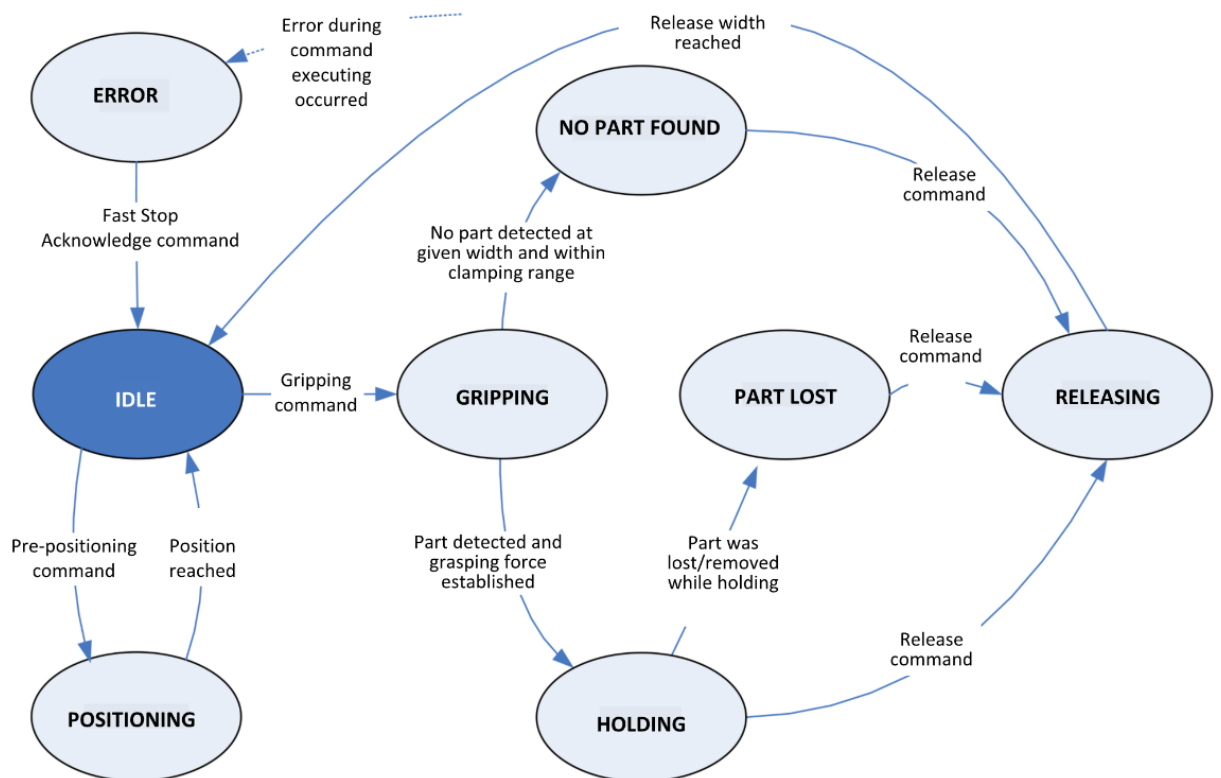 Error during
command
executing
occurred
Release width
reached
ERROR
NO PART FOUND
Release
command
Fast Stop
Acknowledge command
No part detected at
given width and within
clamping range
IDLE
Gripping
command
GRIPPING
PART LOST
Release
command
RELEASING
Pre-positioning
command
Position
reached
Part detected and
grasping force
established
Part was
lost/removed
while holding
Release
command
POSITIONING
HOLDING